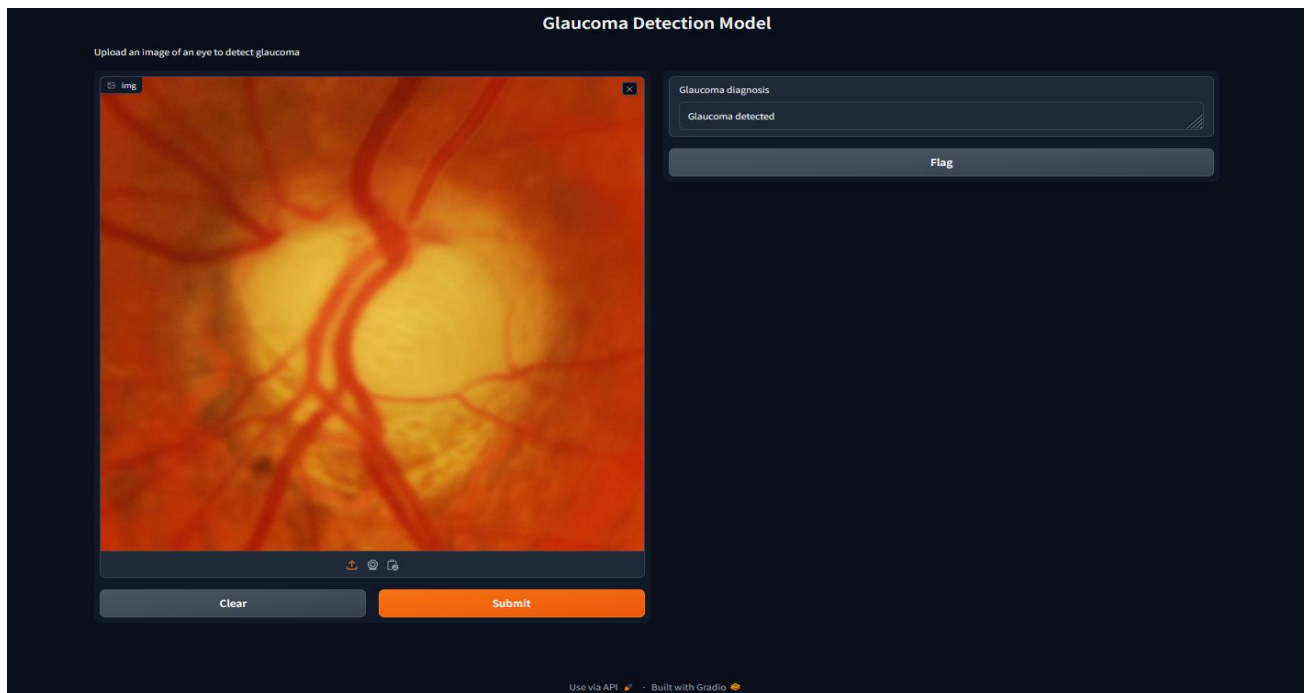 Glaucoma Detection Model
Upload an image of an eye to detect glaucoma
img
Glaucoma diagnosis
Glaucoma detected
Flag
Clear
Submit
Use via API · Built with Gradio